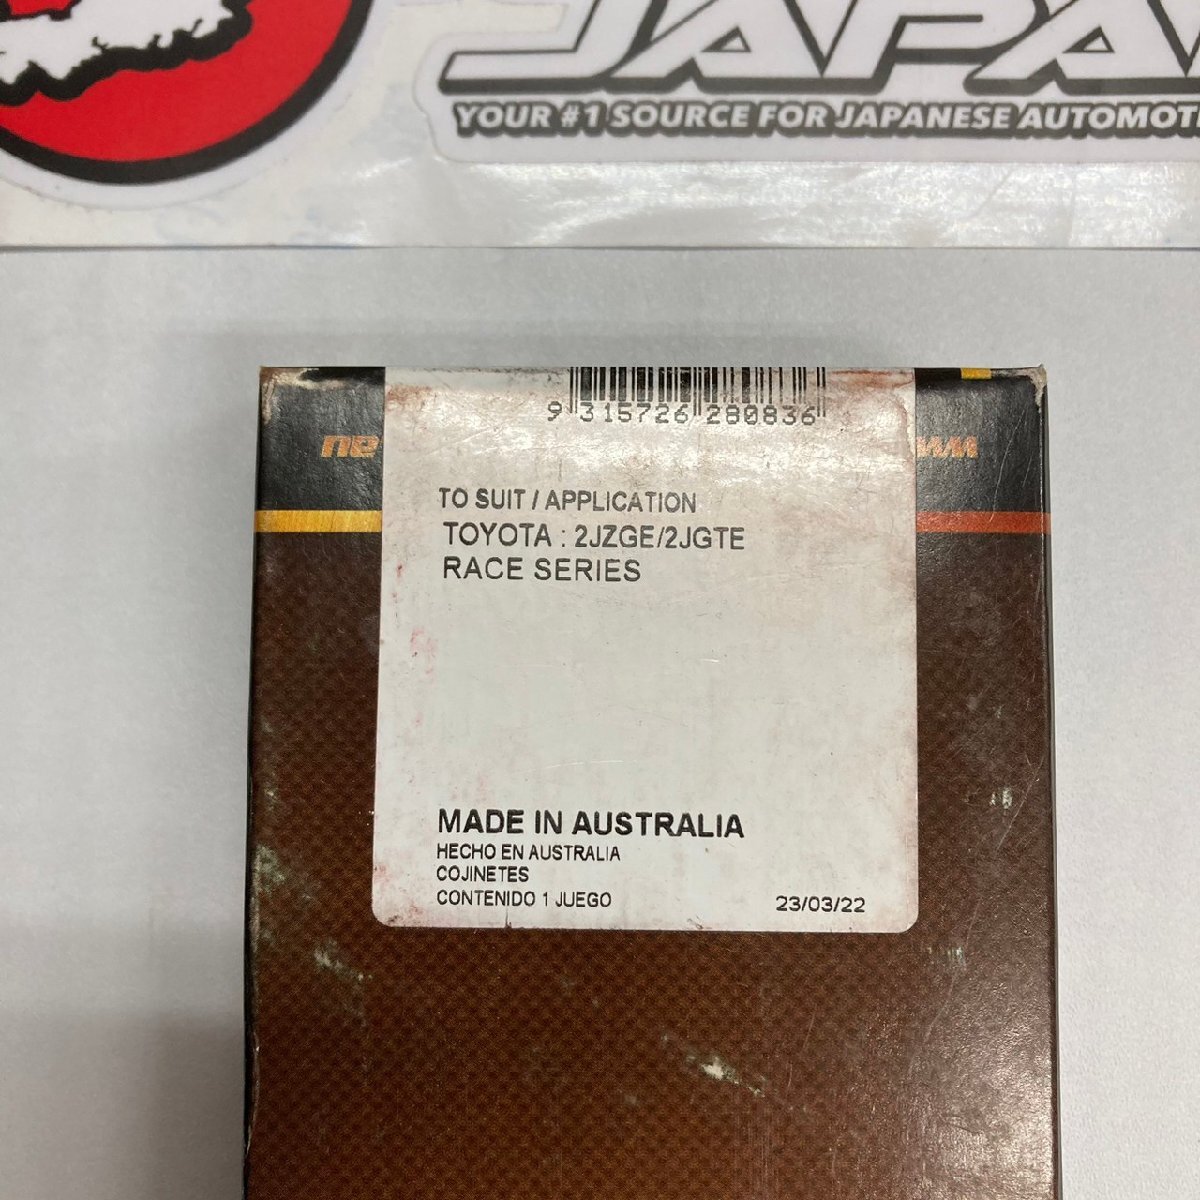 JAPA
YOUR #1 SOURCE FOR JAPANESE AUTOMOTI
9 315726 280836
TO SUIT / APPLICATION
TOYOTA : 2JZGE/2JGTE
RACE SERIES
MADE IN AUSTRALIA
HECHO EN AUSTRALIA
COJINETES
CONTENIDO 1 JUEGO
23/03/22